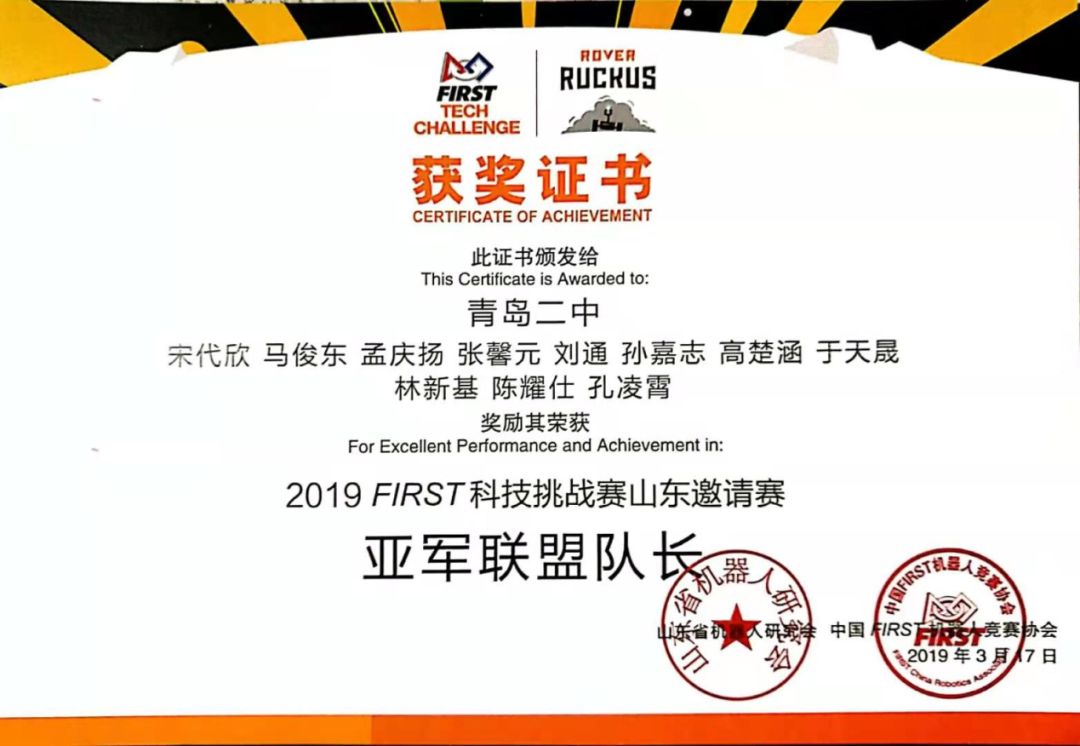 FIRST
TECH
CHALLENGE
ROVER
RUCKUS
获奖证书
CERTIFICATE OF ACHIEVEMENT
此证书颁发给
This Certificate is Awarded to:
青岛二中
宋代欣 马俊东 孟庆扬 张馨元 刘通 孙嘉志 高楚涵 于天晟
林新基 陈耀仕 孔凌霄
奖励其荣获
For Excellent Performance and Achievement in:
2019 FIRST 科技挑战赛山东邀请赛
亚军联盟队长
山东省机器人研究会 中国 FIRST 机器人竞赛协会
2019 年 3 月 17 日
山东省机器人研究会
中国FIRST机器人竞赛协会
FIRST
FIRST China Robotics Association